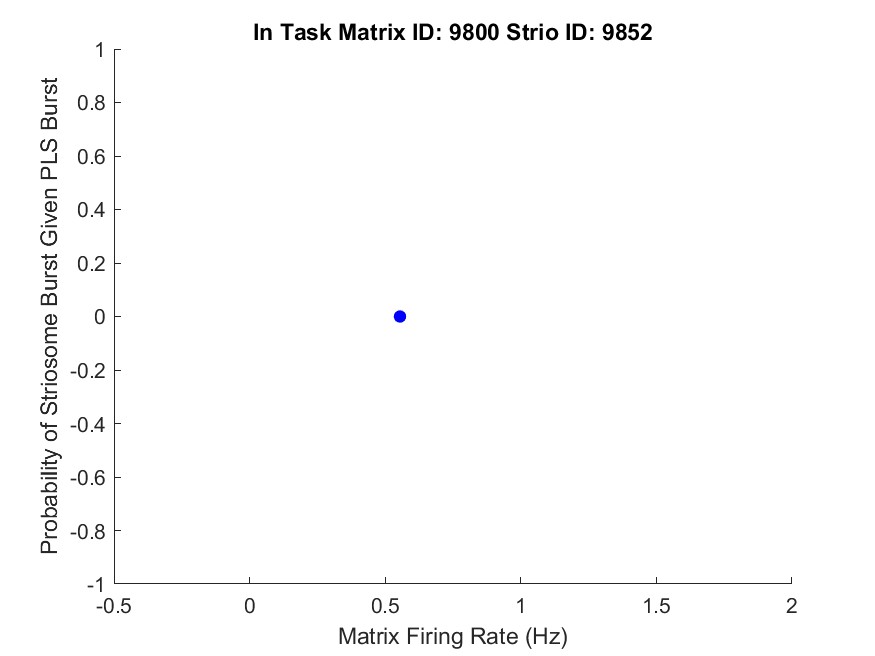 In Task Matrix ID: 9800 Strio ID: 9852
Probability of Striosome Burst Given PLS Burst
1
0.8
0.6
0.4
0.2
0
-0.2
-0.4
-0.6
-0.8
-1
-0.5 0 0.5 1 1.5 2
Matrix Firing Rate (Hz)